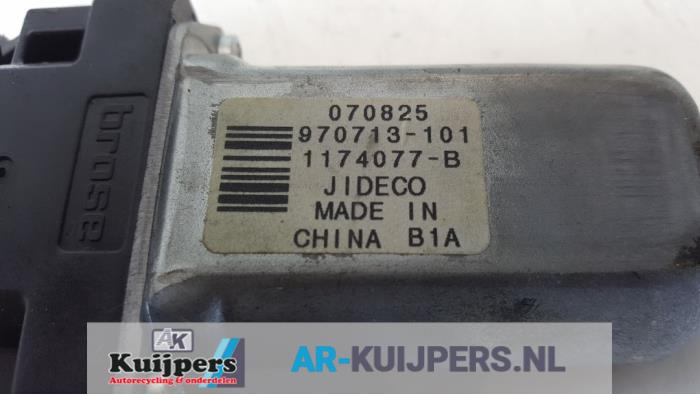 brose
070825
970713-101
1174077-B
JIDECO
MADE IN
CHINA B1A
AK
Kuijpers
Autorecycling & onderdelen
AR-KUIJPERS.NL